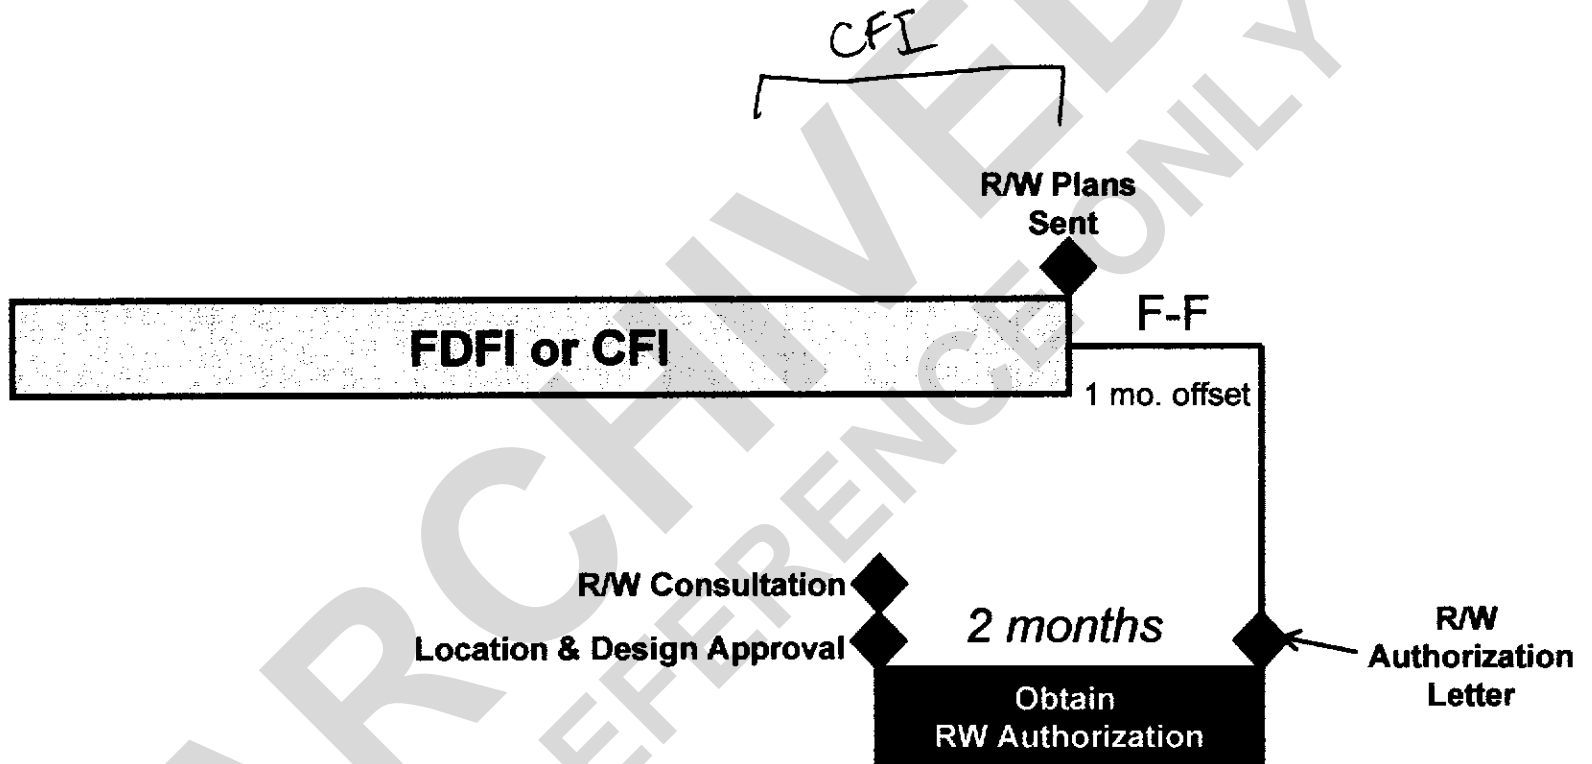 CFI
R/W Plans
Sent
FDFI or CFI
F-F
1 mo. offset
R/W Consultation
Location & Design Approval
2 months
R/W
Authorization
Letter
Obtain
RW Authorization
ARCHIVED
REFERENCE ONLY